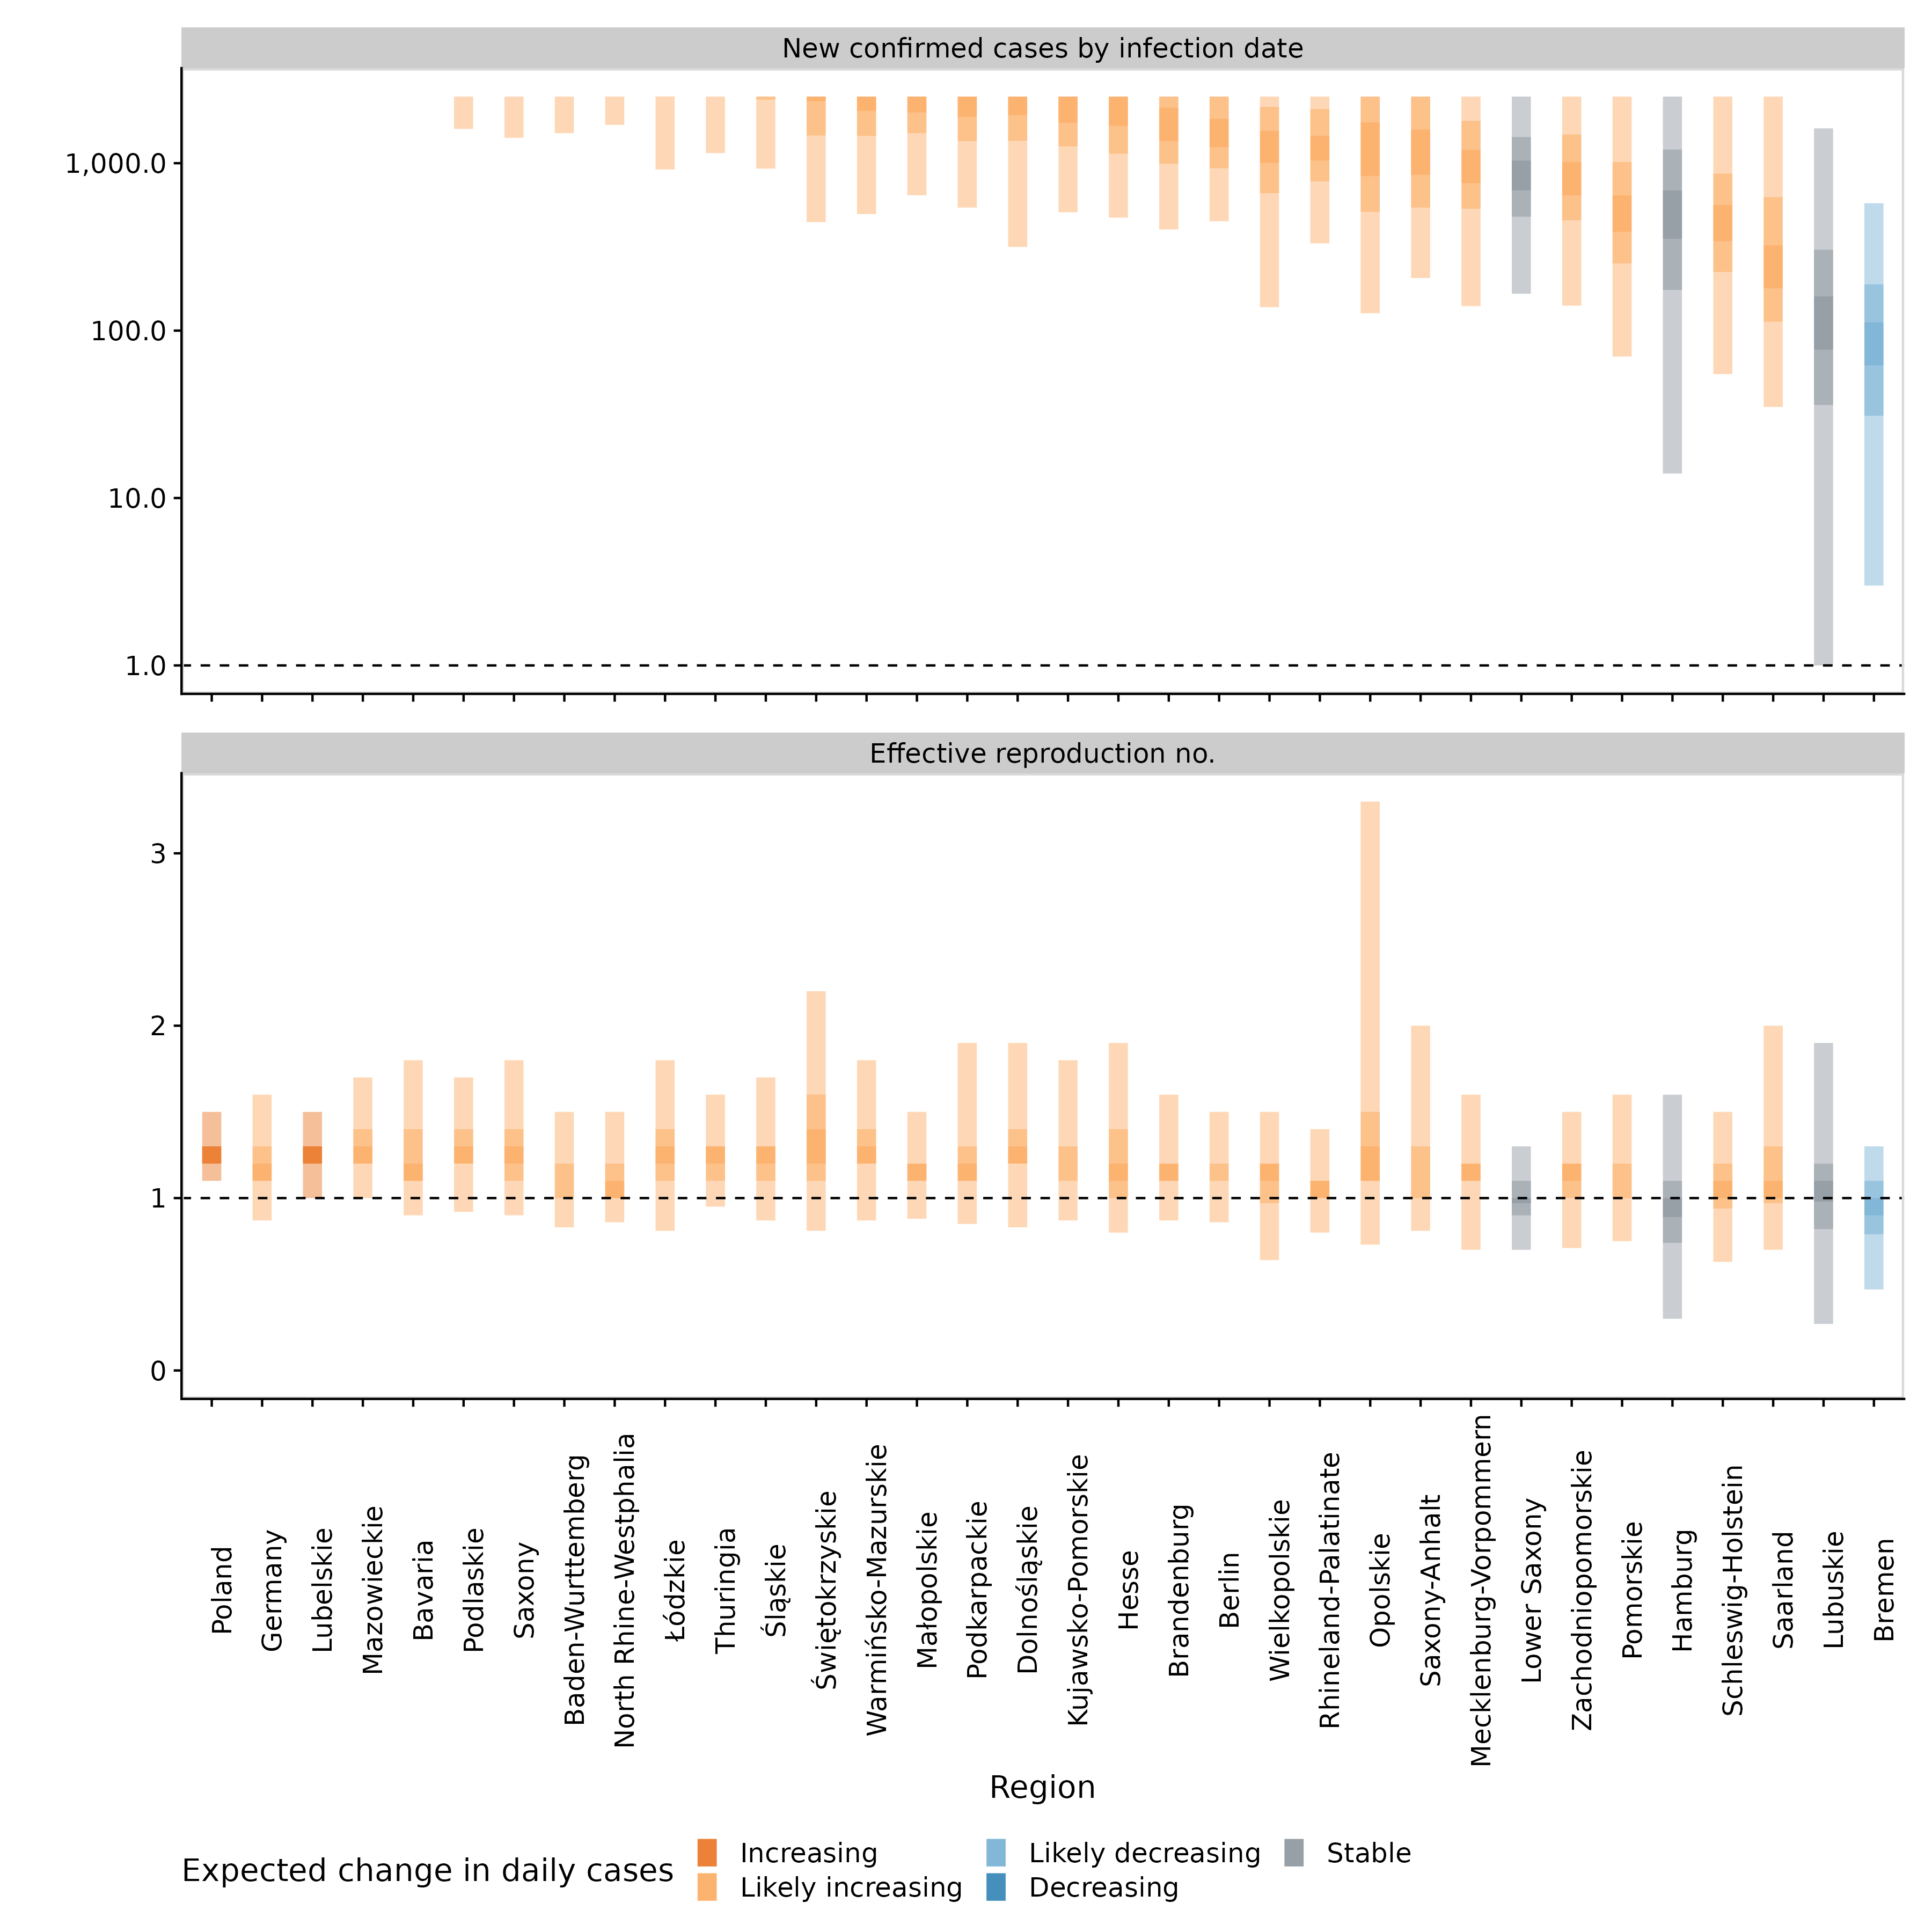 New confirmed cases by infection date
1,000.0
100.0
10.0
1.0
Effective reproduction no.
3
2
1
0
Poland
Germany
Lubelskie
Mazowieckie
Bavaria
Podlaskie
Saxony
Baden-Wurttemberg
North Rhine-Westphalia
Łódzkie
Thuringia
Śląskie
Świętokrzyskie
Warmińsko-Mazurskie
Małopolskie
Podkarpackie
Dolnośląskie
Kujawsko-Pomorskie
Hesse
Brandenburg
Berlin
Wielkopolskie
Rhineland-Palatinate
Opolskie
Saxony-Anhalt
Mecklenburg-Vorpommern
Lower Saxony
Zachodniopomorskie
Pomorskie
Hamburg
Schleswig-Holstein
Saarland
Lubuskie
Bremen
Region
Expected change in daily cases
Increasing
Likely increasing
Likely decreasing
Decreasing
Stable